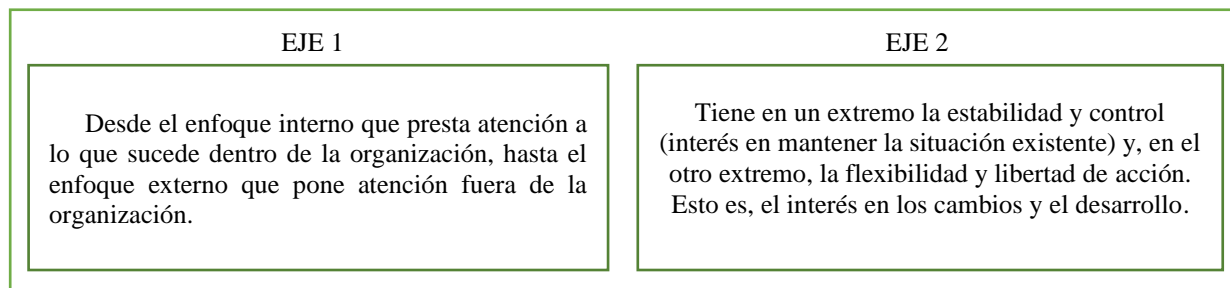 EJE 1
Desde el enfoque interno que presta atención a
lo que sucede dentro de la organización, hasta el
enfoque externo que pone atención fuera de la
organización.
EJE 2
Tiene en un extremo la estabilidad y control
(interés en mantener la situación existente) y, en el
otro extremo, la flexibilidad y libertad de acción.
Esto es, el interés en los cambios y el desarrollo.